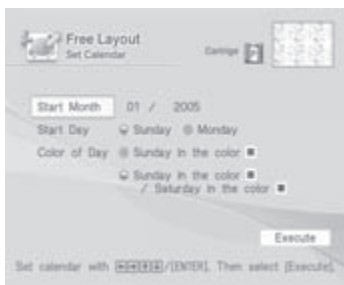 Free Layout
Set Calendar
Cartridge
Start Month 01 / 2005
Start Day Sunday Monday
Color of Day Sunday in the color
Sunday in the color
/ Saturday in the color
Execute
Set calendar with /[ENTER]. Then select [Execute].